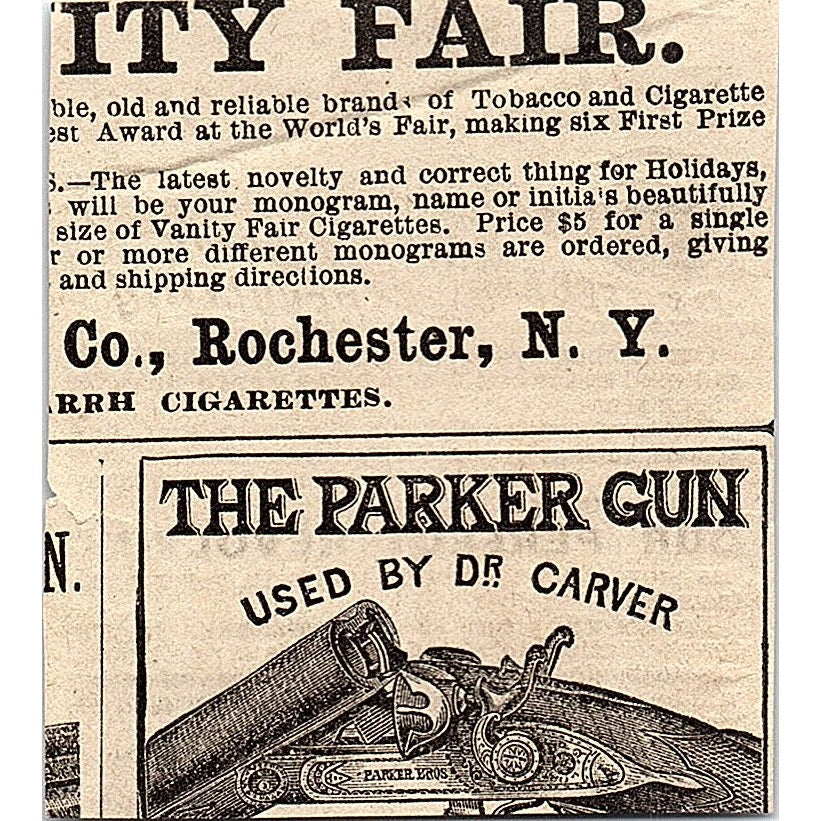 ITY FAIR.
ble, old and reliable brands of Tobacco and Cigarette
est Award at the World's Fair, making six First Prize
S.—The latest novelty and correct thing for Holidays,
will be your monogram, name or initials beautifully
size of Vanity Fair Cigarettes. Price $5 for a single
r or more different monograms are ordered, giving
and shipping directions.
Co., Rochester, N. Y.
RRH CIGARETTES.
N.
THE PARKER GUN
USED BY DR. CARVER
PARKER BROS